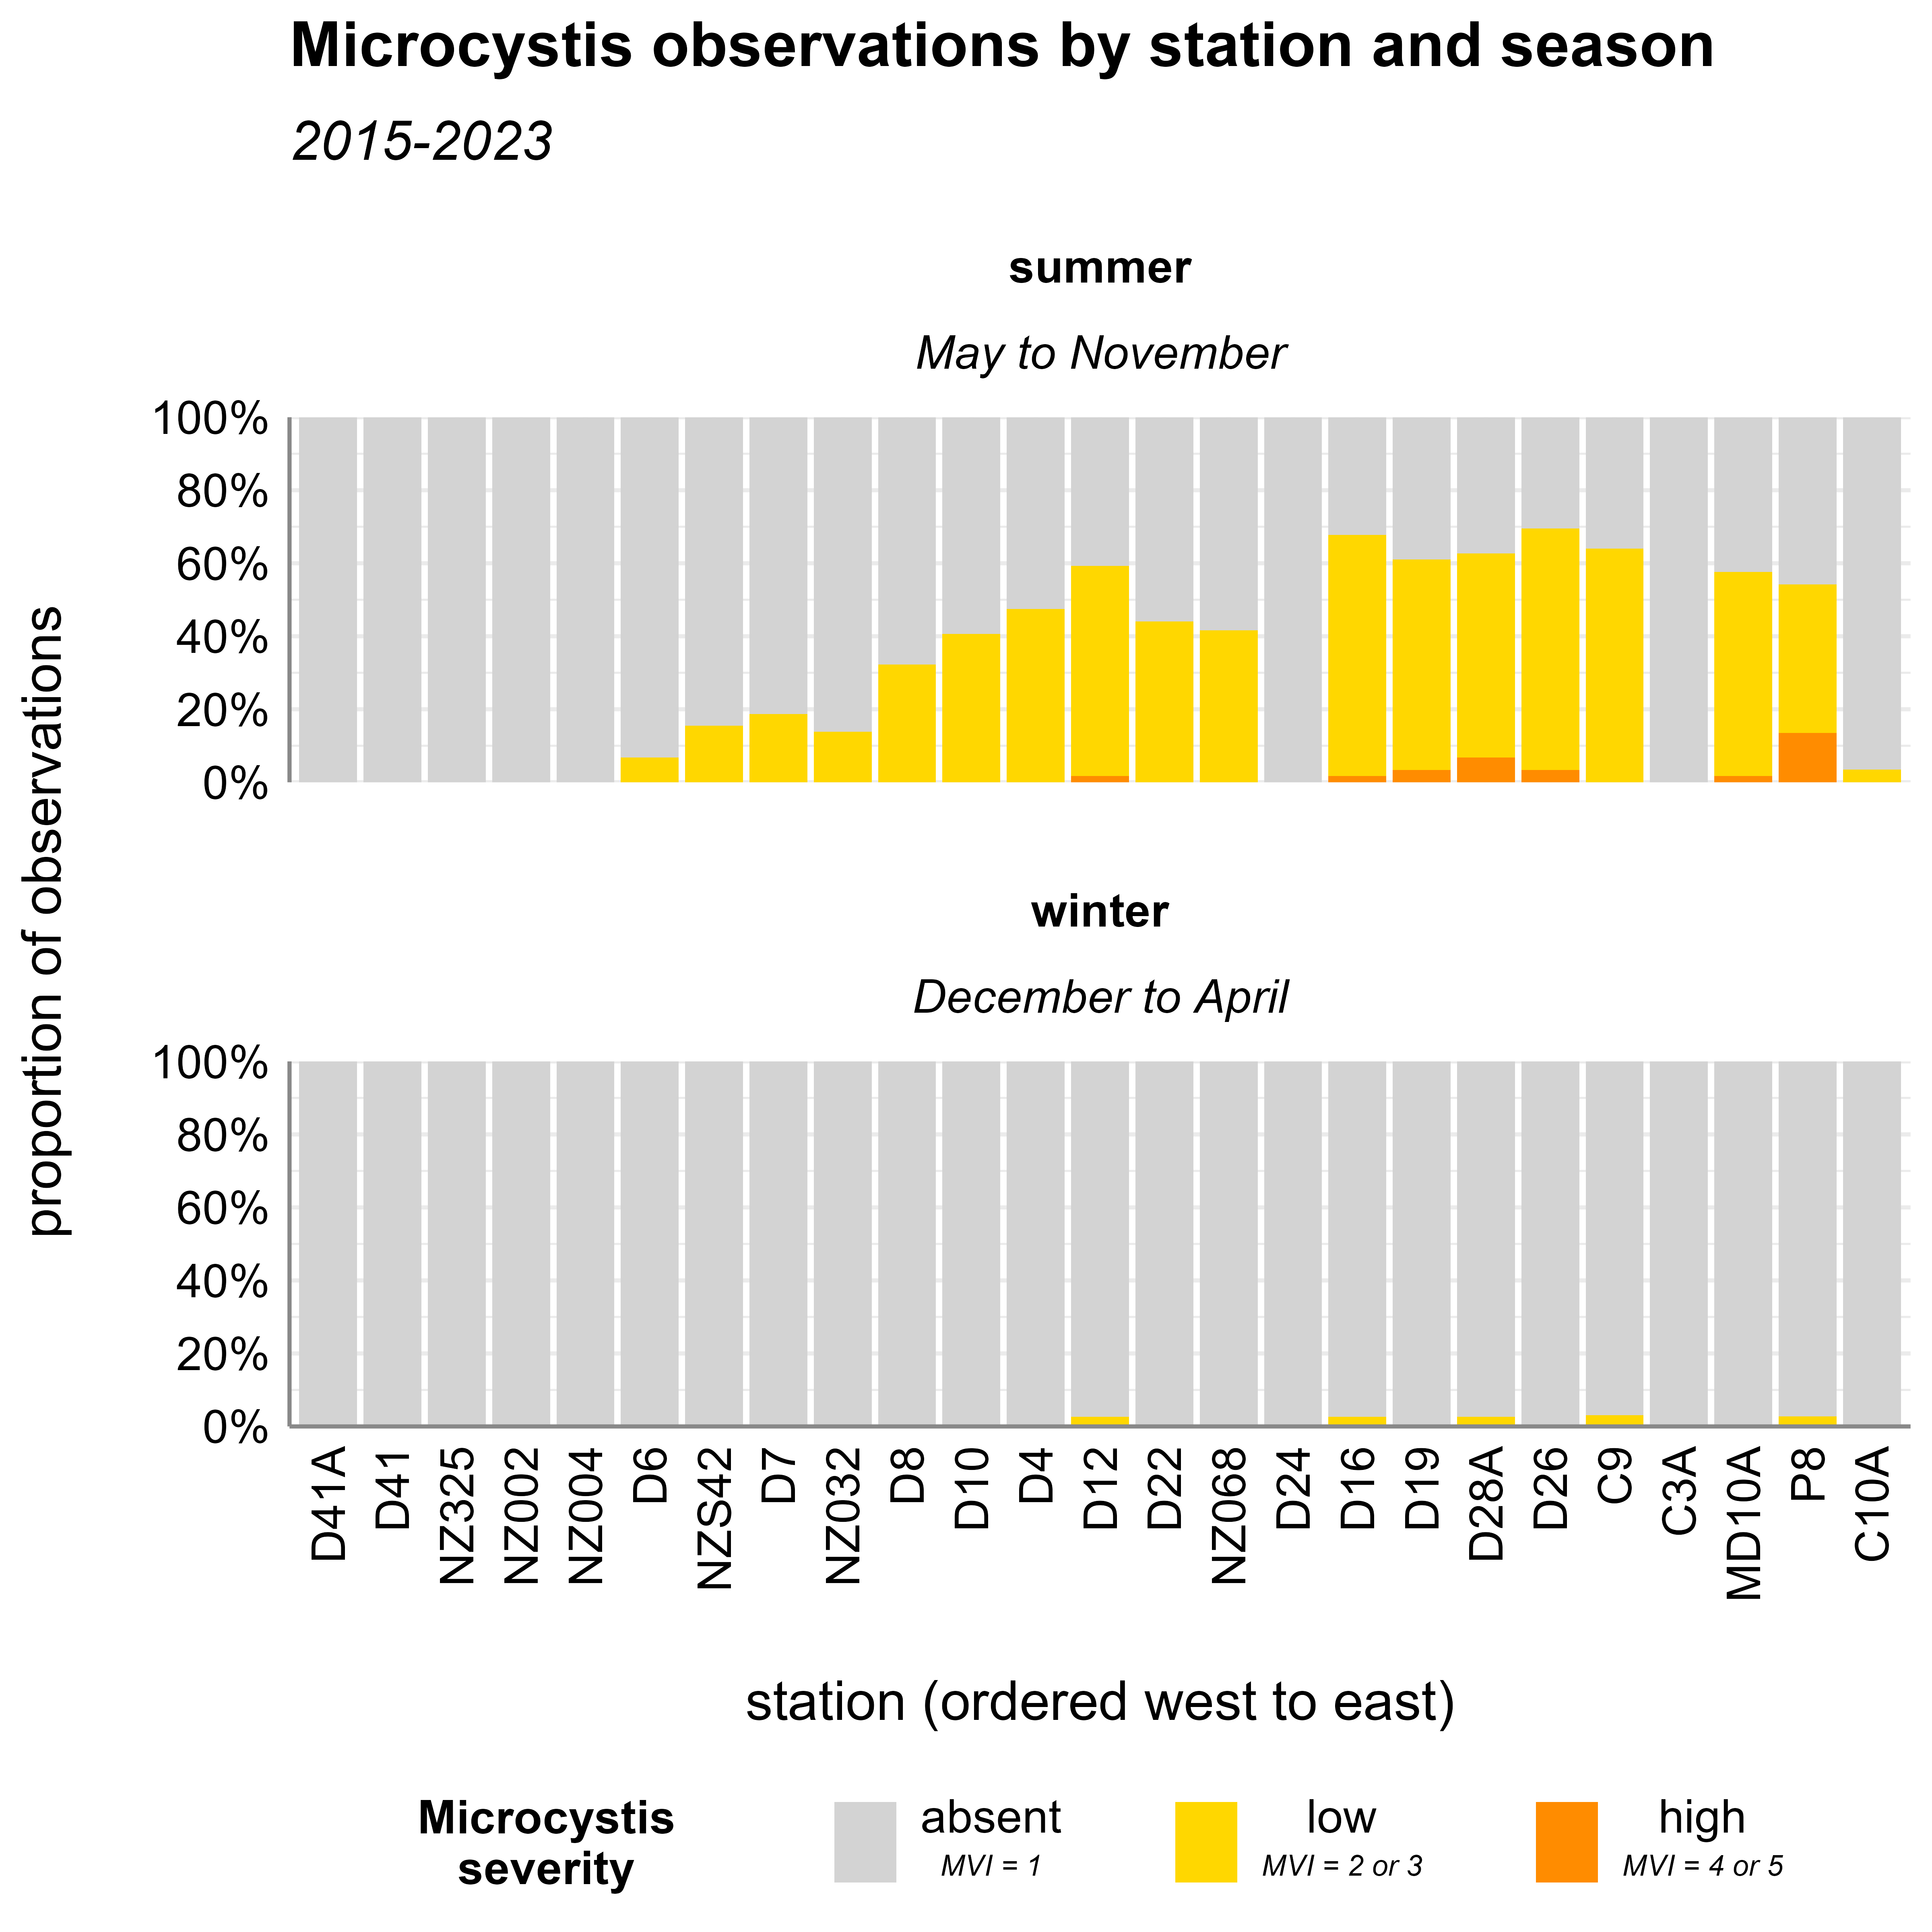 Microcystis observations by station and season
2015-2023
summer
May to November
100%
80%
60%
40%
20%
0%
proportion of observations
winter
December to April
100%
80%
60%
40%
20%
0%
D41A
D41
NZ325
NZ002
NZ004
D6
NZS42
D7
NZ032
D8
D10
D4
D12
D22
NZ068
D24
D16
D19
D28A
D26
C9
C3A
MD10A
P8
C10A
station (ordered west to east)
Microcystis
severity
absent
MVI = 1
low
MVI = 2 or 3
high
MVI = 4 or 5